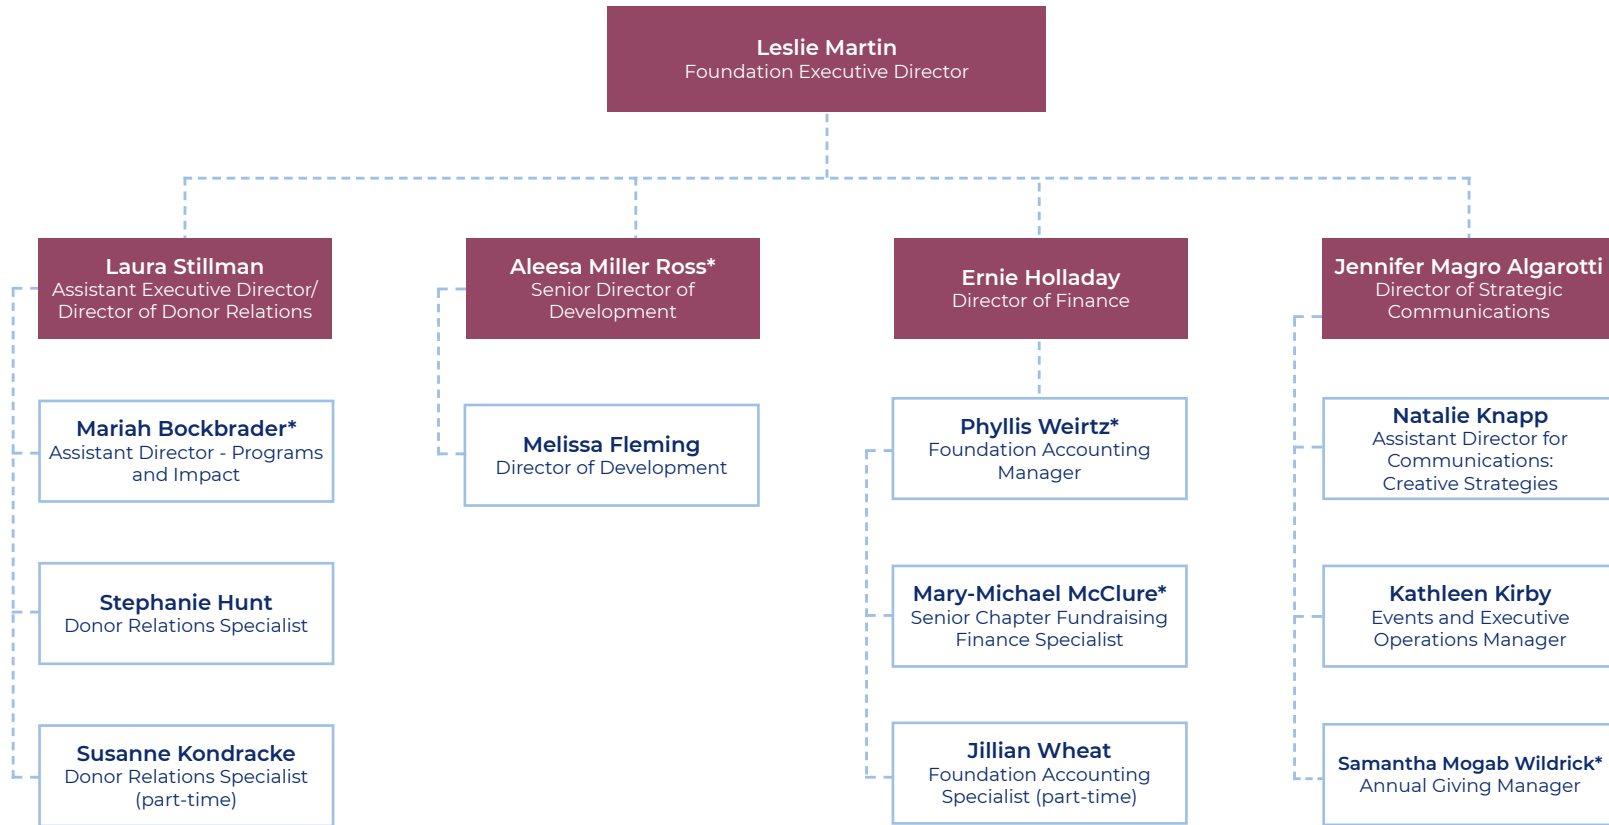 Leslie Martin
Foundation Executive Director
Laura Stillman
Assistant Executive Director/
Director of Donor Relations
Aleesa Miller Ross*
Senior Director of
Development
Ernie Holladay
Director of Finance
Jennifer Magro Algarotti
Director of Strategic
Communications
Mariah Bockbrader*
Assistant Director - Programs
and Impact
Melissa Fleming
Director of Development
Phyllis Weirtz*
Foundation Accounting
Manager
Natalie Knapp
Assistant Director for
Communications:
Creative Strategies
Stephanie Hunt
Donor Relations Specialist
Mary-Michael McClure*
Senior Chapter Fundraising
Finance Specialist
Kathleen Kirby
Events and Executive
Operations Manager
Susanne Kondracke
Donor Relations Specialist
(part-time)
Jillian Wheat
Foundation Accounting
Specialist (part-time)
Samantha Mogab Wildrick*
Annual Giving Manager